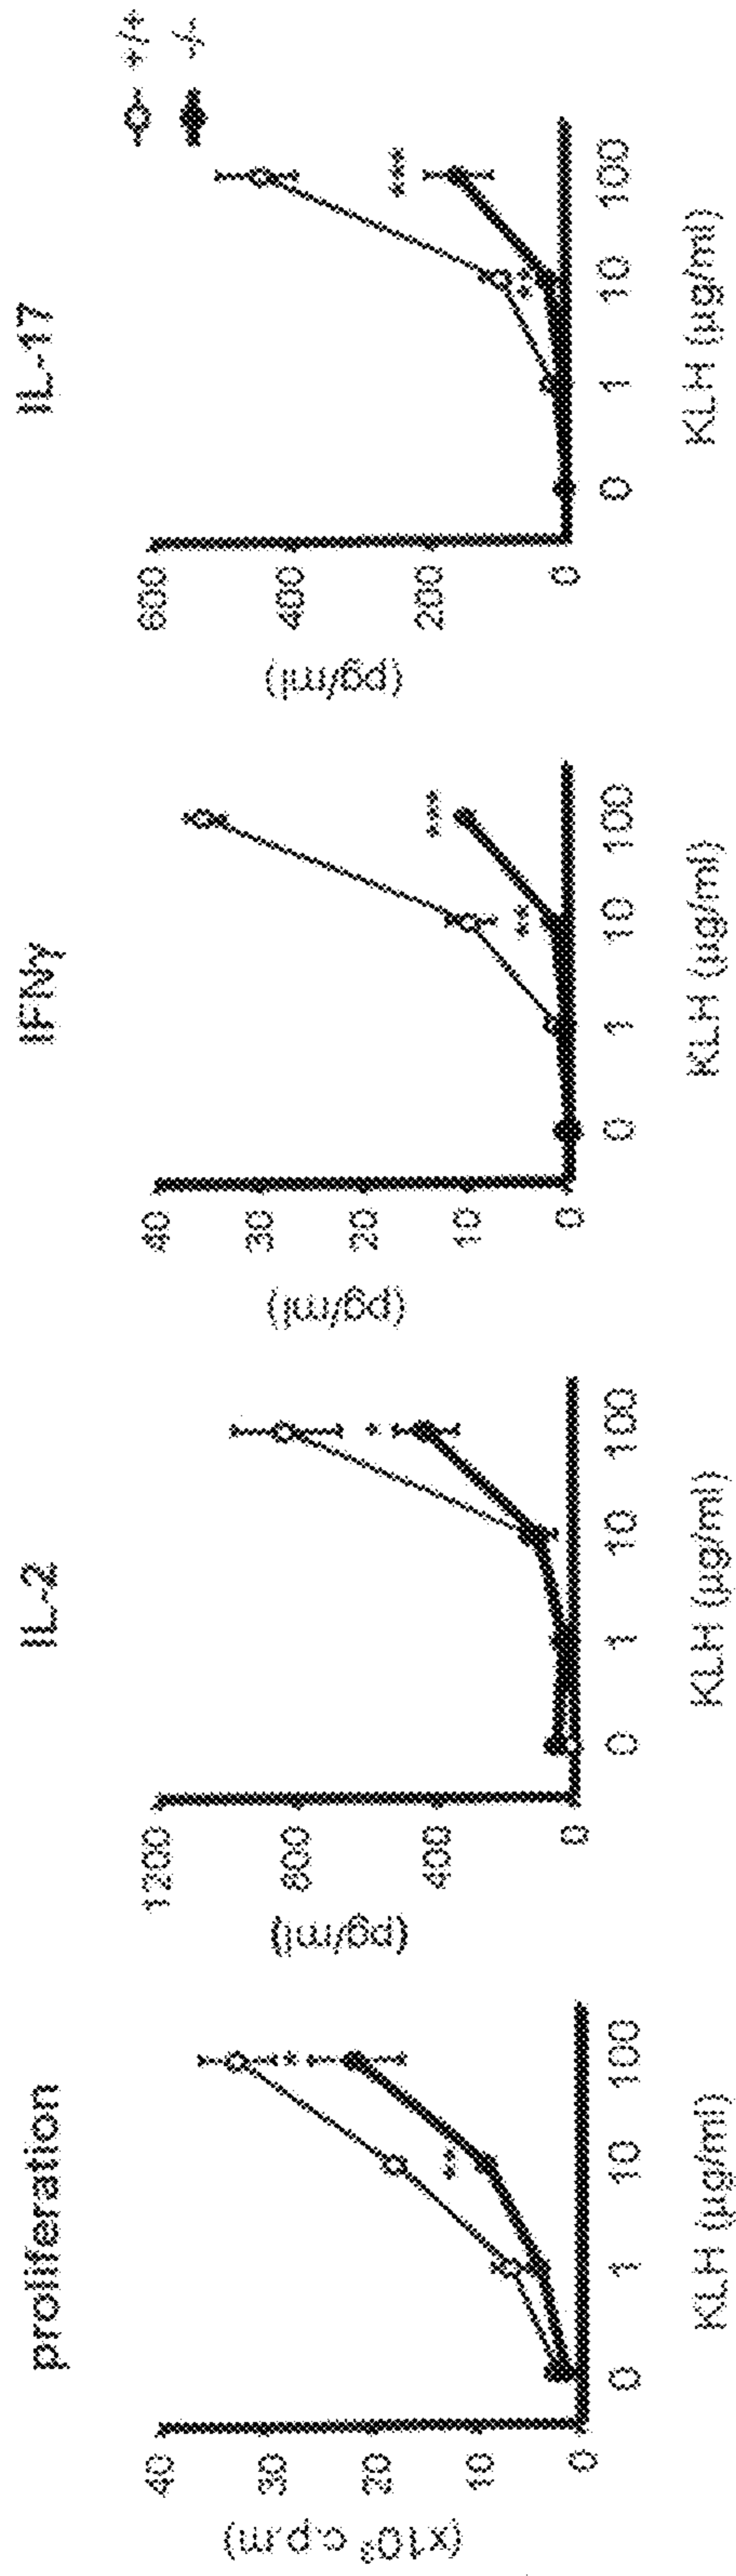 proliferation
(x10³ c.p.m)
40
30
20
10
0
0 1 10 100
KLH (µg/ml)
IL-2
(pg/ml)
1200
800
400
0
0 1 10 100
KLH (µg/ml)
IFNγ
(pg/ml)
40
30
20
10
0
0 1 10 100
KLH (µg/ml)
IL-17
(pg/ml)
600
400
200
0
0 1 10 100
KLH (µg/ml)
+/+
-/-